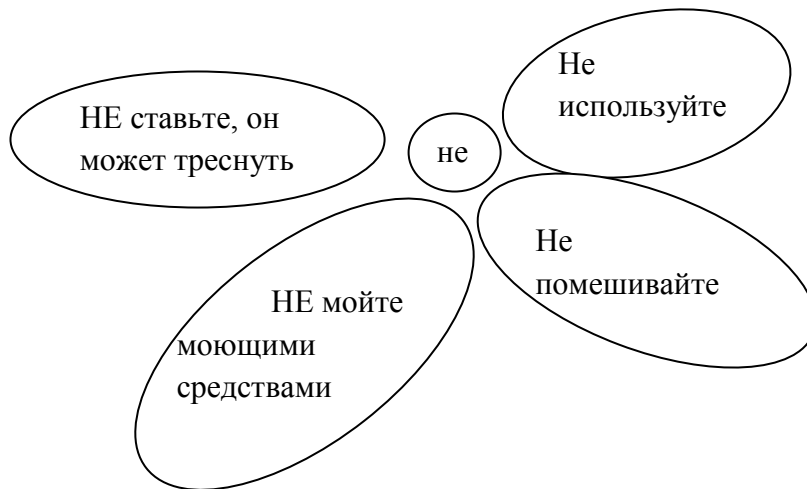 НЕ ставьте, он
может треснуть
не
Не
используйте
Не
помешивайте
НЕ мойте
моющими
средствами